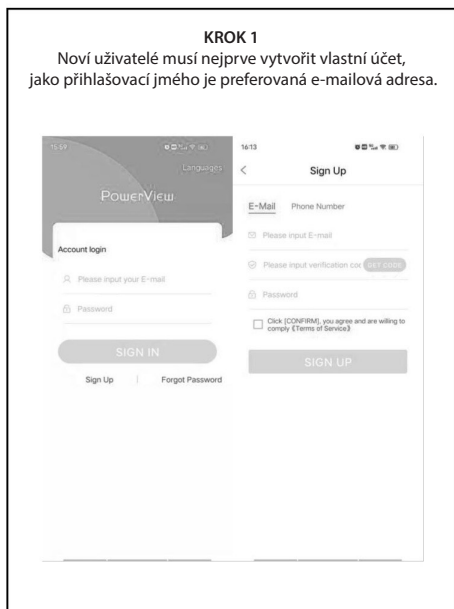 KROK 1
Noví uživatelé musí nejprve vytvořit vlastní účet,
jako přihlašovací jmého je preferovaná e-mailová adresa.
15:59
Languages
PowerView
Account login
Please input your E-mail
Password
SIGN IN
Sign Up | Forgot Password
16:13
Sign Up
E-Mail Phone Number
Please input E-mail
Please input verification coc GET CODE
Password
Click [CONFIRM], you agree and are willing to
comply《Terms of Service》
SIGN UP